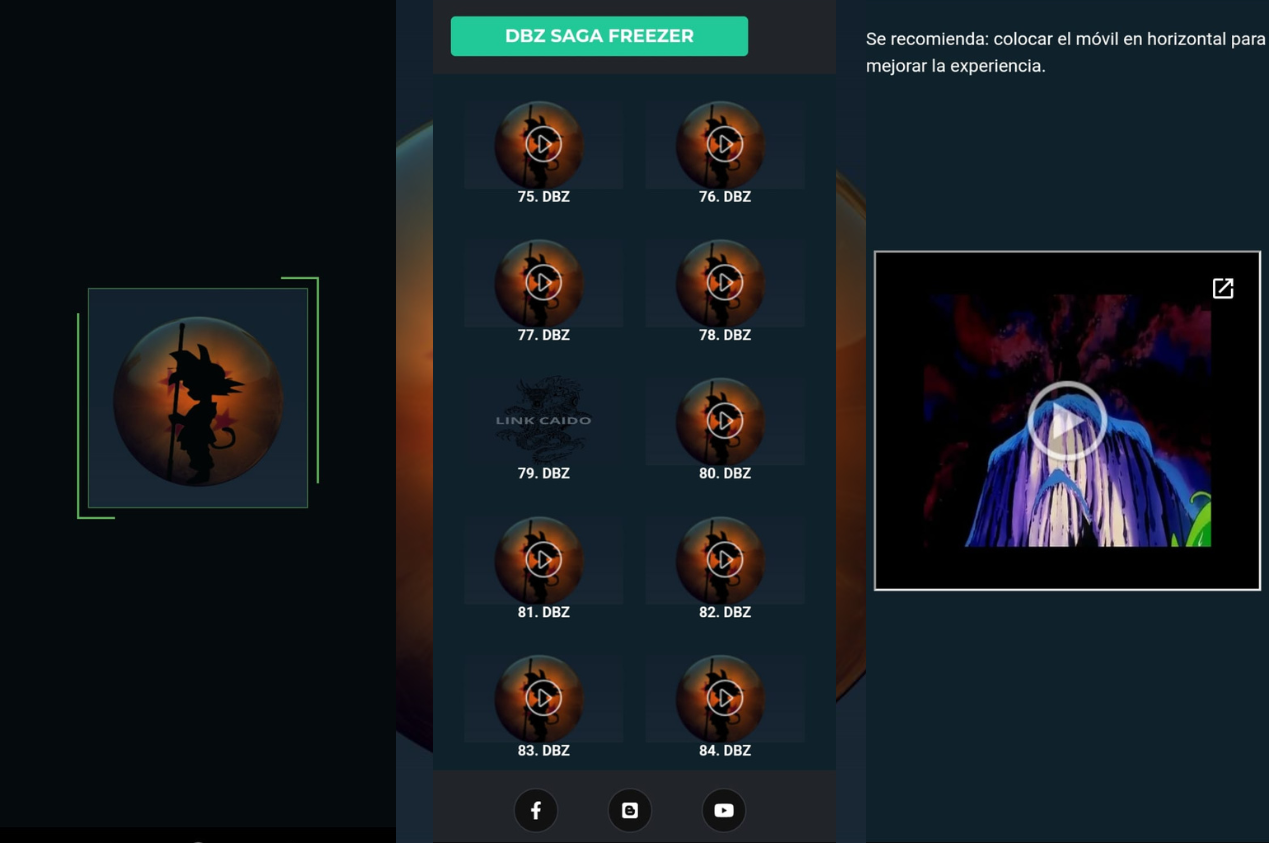 DBZ SAGA FREEZER
75. DBZ
76. DBZ
77. DBZ
78. DBZ
LINK CAIDO
79. DBZ
80. DBZ
81. DBZ
82. DBZ
83. DBZ
84. DBZ
Se recomienda: colocar el móvil en horizontal para
mejorar la experiencia.